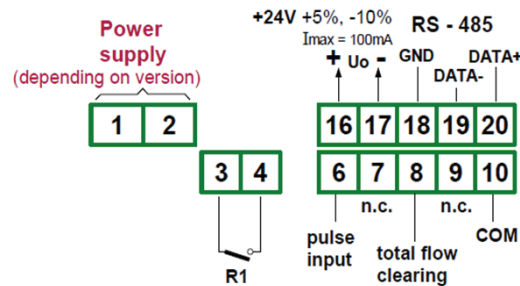 Power
supply
(depending on version)
+24V +5%, -10%
Imax = 100mA
+ Uo -
RS - 485
GND
DATA-
DATA+
1 2
16 17 18 19 20
3 4
6 7 8 9 10
R1
n.c.
n.c.
pulse
input
total flow
clearing
COM